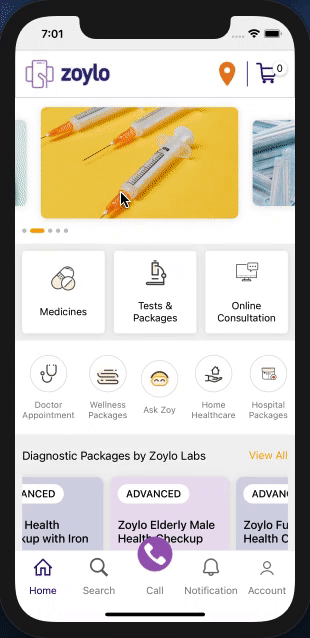 7:01
zoylo
0
Medicines
Tests &
Packages
Online
Consultation
Doctor
Appointment
Wellness
Packages
Ask Zoy
Home
Healthcare
Hospital
Packages
Diagnostic Packages by Zoylo Labs
View All
ANCED
ADVANCED
ADVAN
Health
kup with Iron
Zoylo Elderly Male
Health Checkup
Zoylo Fu
Health C
Home
Search
Call
Notification
Account